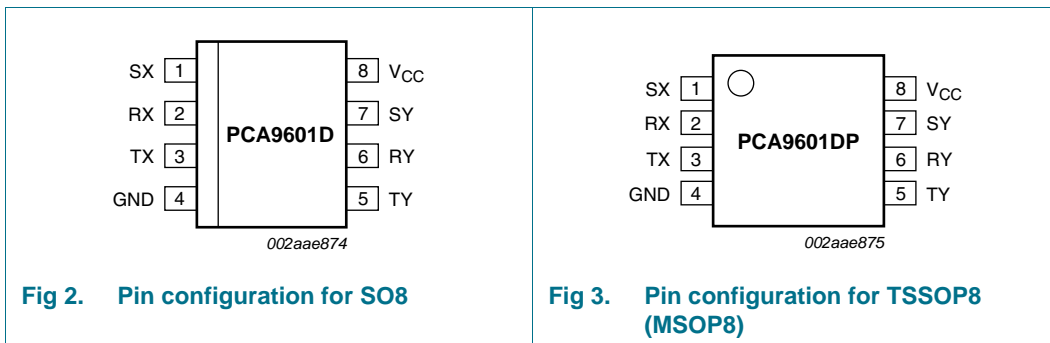 SX 1 8 VCC
RX 2 7 SY
PCA9601D
TX 3 6 RY
GND 4 5 TY
002aae874
Fig 2. Pin configuration for SO8
SX 1 8 VCC
RX 2 7 SY
PCA9601DP
TX 3 6 RY
GND 4 5 TY
002aae875
Fig 3. Pin configuration for TSSOP8
(MSOP8)